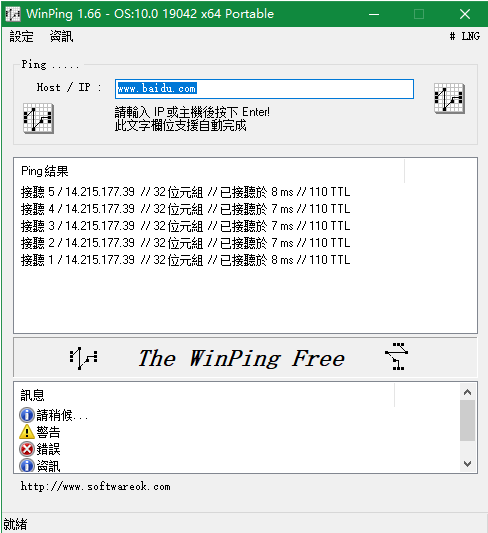 WinPing 1.66 - OS:10.0 19042 x64 Portable
設定 資訊 # LNG
Ping .....
Host / IP : www.baidu.com
請輸入 IP 或主機後按下 Enter!
此文字欄位支援自動完成
Ping結果
接聽 5 / 14.215.177.39 // 32 位元組 // 已接聽於 8 ms // 110 TTL
接聽 4 / 14.215.177.39 // 32 位元組 // 已接聽於 7 ms // 110 TTL
接聽 3 / 14.215.177.39 // 32 位元組 // 已接聽於 7 ms // 110 TTL
接聽 2 / 14.215.177.39 // 32 位元組 // 已接聽於 7 ms // 110 TTL
接聽 1 / 14.215.177.39 // 32 位元組 // 已接聽於 8 ms // 110 TTL
The WinPing Free
訊息
請稍候...
警告
錯誤
資訊
http://www.softwareok.com
就緒